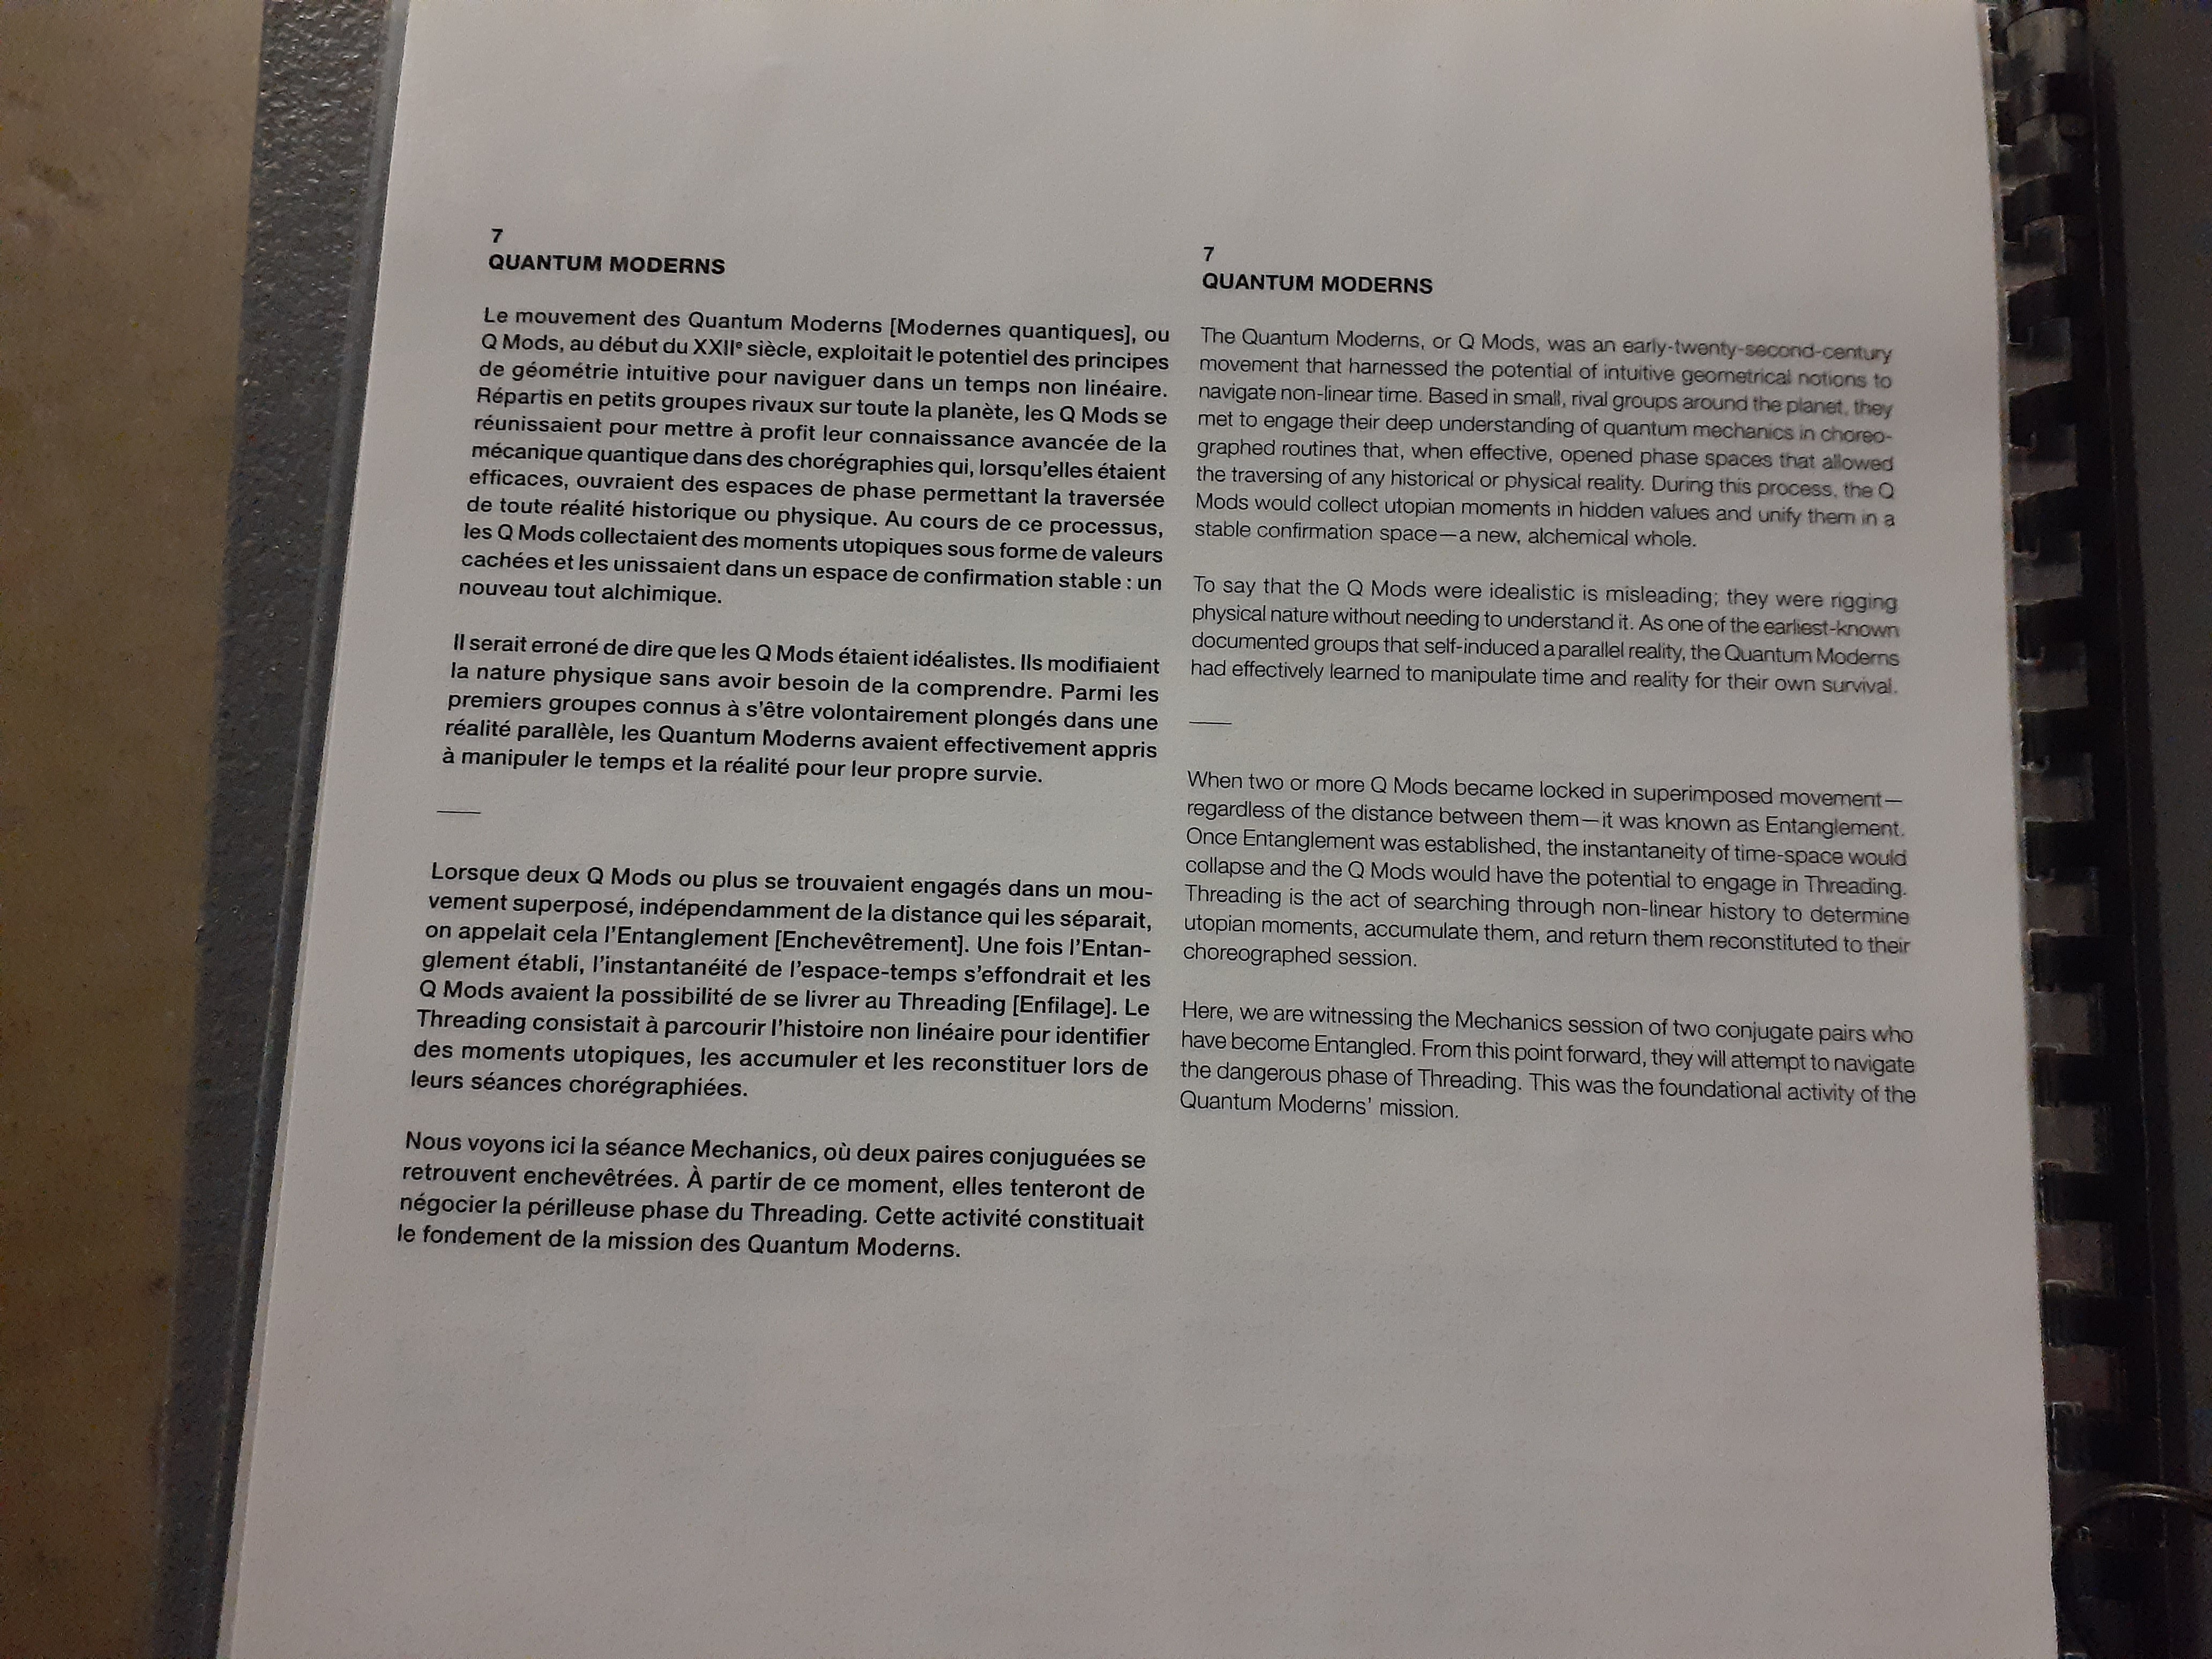 7
QUANTUM MODERNS
Le mouvement des Quantum Moderns [Modernes quantiques], ou
Q Mods, au début du XXIIe siècle, exploitait le potentiel des principes
de géométrie intuitive pour naviguer dans un temps non linéaire.
Répartis en petits groupes rivaux sur toute la planète, les Q Mods se
réunissaient pour mettre à profit leur connaissance avancée de la
mécanique quantique dans des chorégraphies qui, lorsqu'elles étaient
efficaces, ouvraient des espaces de phase permettant la traversée
de toute réalité historique ou physique. Au cours de ce processus,
les Q Mods collectaient des moments utopiques sous forme de valeurs
cachées et les unissaient dans un espace de confirmation stable : un
nouveau tout alchimique.
Il serait erroné de dire que les Q Mods étaient idéalistes. Ils modifiaient
la nature physique sans avoir besoin de la comprendre. Parmi les
premiers groupes connus à s'être volontairement plongés dans une
réalité parallèle, les Quantum Moderns avaient effectivement appris
à manipuler le temps et la réalité pour leur propre survie.
Lorsque deux Q Mods ou plus se trouvaient engagés dans un mou-
vement superposé, indépendamment de la distance qui les séparait,
on appelait cela l'Entanglement [Enchevêtrement]. Une fois l'Entan-
glement établi, l'instantanéité de l'espace-temps s'effondrait et les
Q Mods avaient la possibilité de se livrer au Threading [Enfilage]. Le
Threading consistait à parcourir l'histoire non linéaire pour identifier
des moments utopiques, les accumuler et les reconstituer lors de
leurs séances chorégraphiées.
Nous voyons ici la séance Mechanics, où deux paires conjuguées se
retrouvent enchevêtrées. À partir de ce moment, elles tenteront de
négocier la périlleuse phase du Threading. Cette activité constituait
le fondement de la mission des Quantum Moderns.
7
QUANTUM MODERNS
The Quantum Moderns, or Q Mods, was an early-twenty-second-century
movement that harnessed the potential of intuitive geometrical notions to
navigate non-linear time. Based in small, rival groups around the planet, they
met to engage their deep understanding of quantum mechanics in choreo-
graphed routines that, when effective, opened phase spaces that allowed
the traversing of any historical or physical reality. During this process, the Q
Mods would collect utopian moments in hidden values and unify them in a
stable confirmation space—a new, alchemical whole.
To say that the Q Mods were idealistic is misleading; they were rigging
physical nature without needing to understand it. As one of the earliest-known
documented groups that self-induced a parallel reality, the Quantum Moderns
had effectively learned to manipulate time and reality for their own survival.
When two or more Q Mods became locked in superimposed movement—
regardless of the distance between them—it was known as Entanglement.
Once Entanglement was established, the instantaneity of time-space would
collapse and the Q Mods would have the potential to engage in Threading.
Threading is the act of searching through non-linear history to determine
utopian moments, accumulate them, and return them reconstituted to their
choreographed session.
Here, we are witnessing the Mechanics session of two conjugate pairs who
have become Entangled. From this point forward, they will attempt to navigate
the dangerous phase of Threading. This was the foundational activity of the
Quantum Moderns' mission.